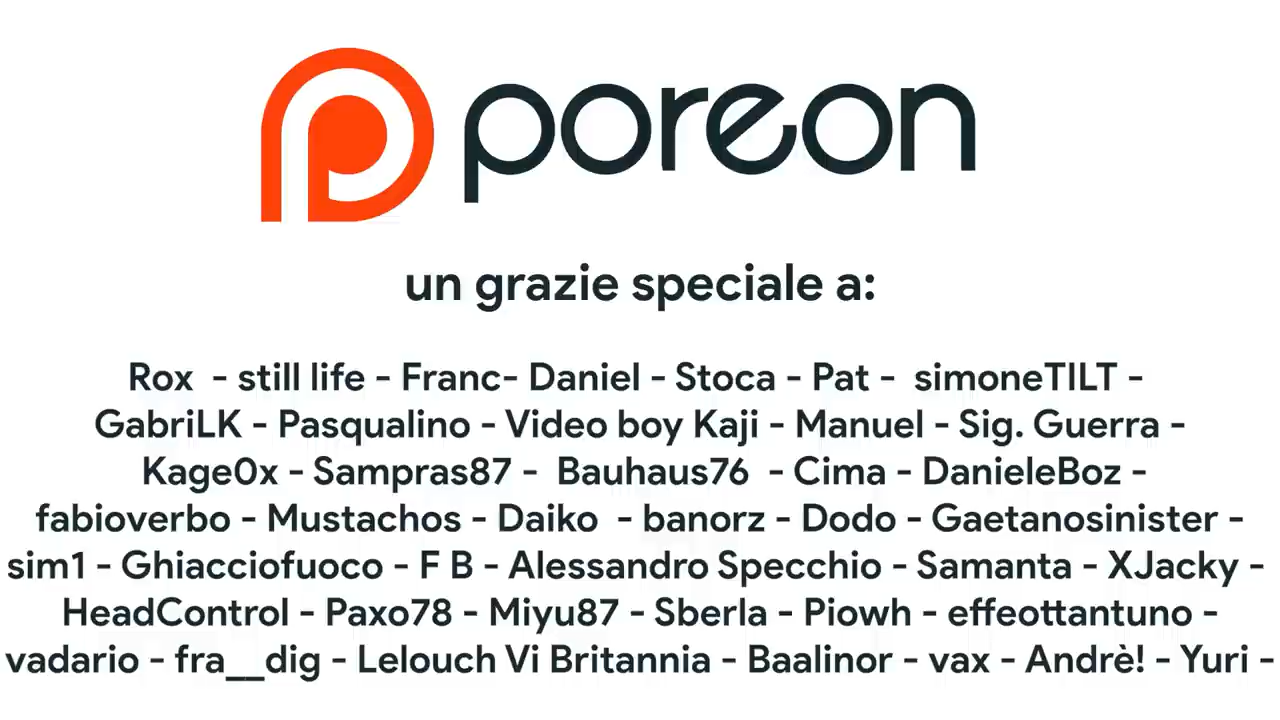 poreon
un grazie speciale a:
Rox - still life - Franc- Daniel - Stoca - Pat - simoneTILT -
GabriLK - Pasqualino - Video boy Kaji - Manuel - Sig. Guerra -
Kage0x - Sampras87 - Bauhaus76 - Cima - DanieleBoz -
fabioverbo - Mustachos - Daiko - banorz - Dodo - Gaetanosinister -
sim1 - Ghiacciofuoco - F B - Alessandro Specchio - Samanta - XJacky -
HeadControl - Paxo78 - Miyu87 - Sberla - Piowh - effeottantuno -
vadario - fra__dig - Lelouch Vi Britannia - Baalinor - vax - Andrè! - Yuri -